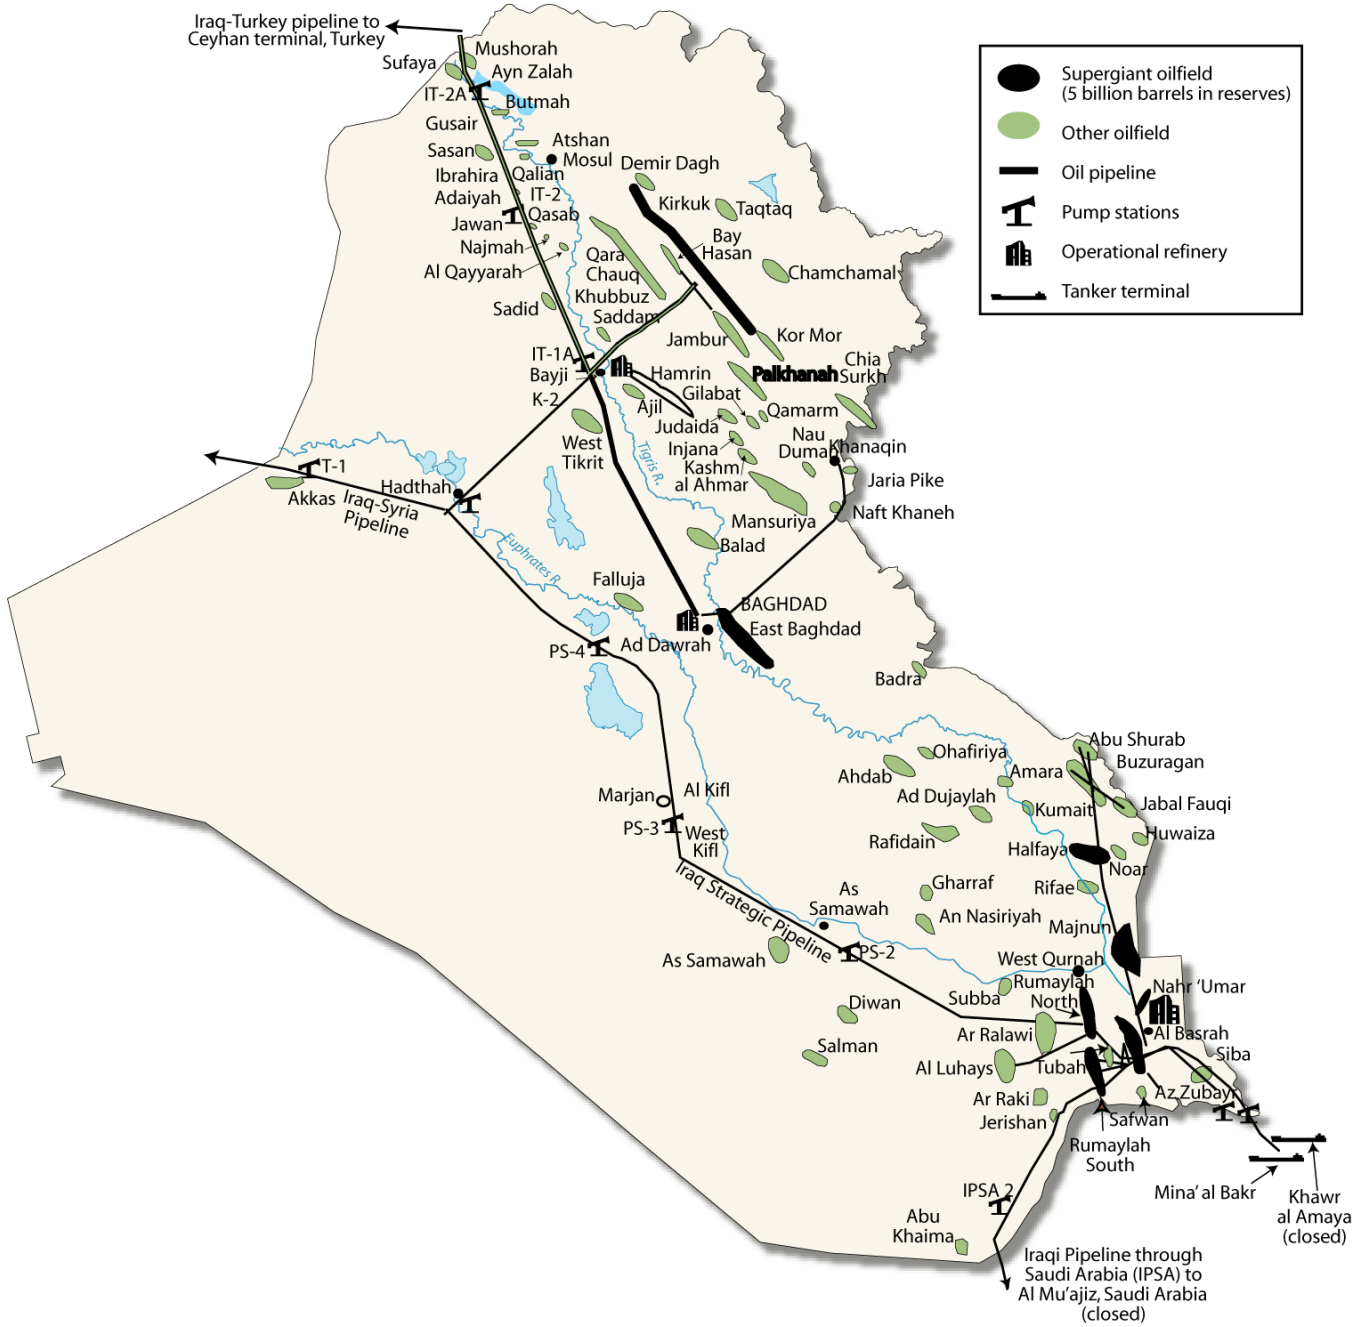 Iraq-Turkey pipeline to
Ceyhan terminal, Turkey
Mushorah
Sufaya
Ayn Zalah
IT-2A
Butmah
Gusair
Atshan
Sasan
Mosul
Demir Dagh
Ibrahira
Qalian
Adaiyah
IT-2
Kirkuk
Taqtaq
Jawan
Qasab
Najmah
Bay
Hasan
Al Qayyarah
Qara
Chauq
Chamchamal
Khubbuz
Sadid
Saddam
Jambur
Kor Mor
IT-1A
Bayji
Hamrin
Palkhanah
Chia
Surkh
K-2
Ajil
Gilabat
Qamarm
Judaida
West
Tikrit
Injana
Nau
Dumah
Khanaqin
Kashm
al Ahmar
Tigris R.
T-1
Hadthah
Jaria Pike
Akkas
Iraq-Syria
Pipeline
Mansuriya
Naft Khaneh
Balad
Euphrates R.
Falluja
BAGHDAD
East Baghdad
PS-4
Ad Dawrah
Badra
Abu Shurab
Ohafiriya
Buzuragan
Ahdab
Amara
Al Kifl
Marjan
Ad Dujaylah
Kumait
Jabal Fauqi
PS-3
West
Kifl
Rafidain
Huwaiza
Halfaya
Noar
Iraq Strategic Pipeline
As
Samawah
Gharraf
Rifae
An Nasiriyah
Majnun
As Samawah
PS-2
West Qurnah
Subba
Rumaylah
North
Nahr ‘Umar
Diwan
Ar Ralawi
Al Basrah
Salman
Al Luhays
Tubah
Siba
Ar Raki
Az Zubayr
Jerishan
Safwan
Rumaylah
South
IPSA 2
Mina’ al Bakr
Khawr
al Amaya
(closed)
Abu
Khaima
Iraqi Pipeline through
Saudi Arabia (IPSA) to
Al Mu’ajiz, Saudi Arabia
(closed)
Supergiant oilfield
(5 billion barrels in reserves)
Other oilfield
Oil pipeline
Pump stations
Operational refinery
Tanker terminal